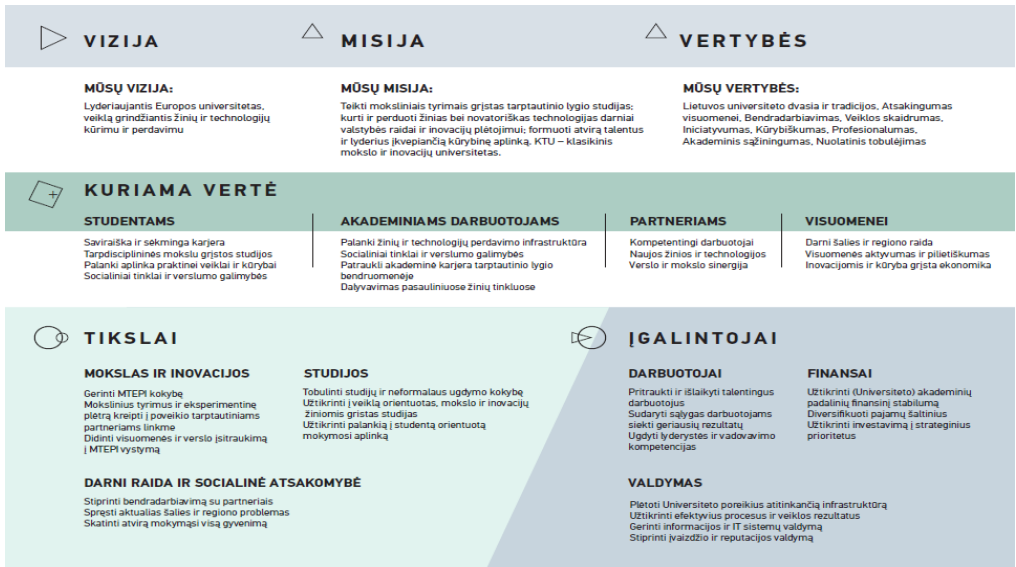 VIZIJA
MŪSŲ VIZIJA:
Lyderiaujantis Europos universitetas,
veiklą grindžiantis žinių ir technologijų
kūrimu ir perdavimu
MISIJA
MŪSŲ MISIJA:
Teikti moksliniais tyrimais grįstas tarptautinio lygio studijas;
kurti ir perduoti žinias bei novatoriškas technologijas darniai
valstybės raidai ir inovacijų plėtojimui; formuoti atvirą talentus
ir lyderius įkvepiančią kūrybinę aplinką. KTU – klasikinis
mokslo ir inovacijų universitetas.
VERTYBĖS
MŪSŲ VERTYBĖS:
Lietuvos universiteto dvasia ir tradicijos, Atsakingumas
visuomenei, Bendradarbiavimas, Veiklos skaidrumas,
Iniciatyvumas, Kūrybiškumas, Profesionalumas,
Akademinis sąžiningumas, Nuolatinis tobulėjimas
KURIAMA VERTĖ
STUDENTAMS
Saviraiška ir sėkminga karjera
Tarpdisciplininės mokslu grįstos studijos
Palanki aplinka praktinei veiklai ir kūrybai
Socialiniai tinklai ir verslumo galimybės
AKADEMINIAMS DARBUOTOJAMS
Palanki žinių ir technologijų perdavimo infrastruktūra
Socialiniai tinklai ir verslumo galimybės
Patraukli akademinė karjera tarptautinio lygio
bendruomenėje
Dalyvavimas pasauliniuose žinių tinkluose
PARTNERIAMS
Kompetentingi darbuotojai
Naujos žinios ir technologijos
Verslo ir mokslo sinergija
VISUOMENEI
Darni šalies ir regiono raida
Visuomenės aktyvumas ir pilietiškumas
Inovacijomis ir kūryba grįsta ekonomika
TIKSLAI
MOKSLAS IR INOVACIJOS
Gerinti MTEPI kokybę
Mokslinius tyrimus ir eksperimentinę
plėtrą kreipti į poveikio tarptautiniams
partneriams linkme
Didinti visuomenės ir verslo įsitraukimą
į MTEPI vystymą
STUDIJOS
Tobulinti studijų ir neformalaus ugdymo kokybę
Užtikrinti į veiklą orientuotas, mokslo ir inovacijų
žiniomis gristas studijas
Užtikrinti palankią į studentą orientuotą
mokymosi aplinką
DARNI RAIDA IR SOCIALINĖ ATSAKOMYBĖ
Stiprinti bendradarbiavimą su partneriais
Spręsti aktualias šalies ir regiono problemas
Skatinti atvirą mokymąsi visą gyvenimą
ĮGALINTOJAI
DARBUOTOJAI
Pritraukti ir išlaikyti talentingus
darbuotojus
Sudaryti sąlygas darbuotojams
siekti geriausių rezultatų
Ugdyti lyderystės ir vadovavimo
kompetencijas
FINANSAI
Užtikrinti (Universiteto) akademinių
padalinių finansinį stabilumą
Diversifikuoti pajamų šaltinius
Užtikrinti investavimą į strateginius
prioritetus
VALDYMAS
Plėtoti Universiteto poreikius atitinkančią infrastruktūrą
Užtikrinti efektyvius procesus ir veiklos rezultatus
Gerinti informacijos ir IT sistemų valdymą
Stiprinti įvaizdžio ir reputacijos valdymą